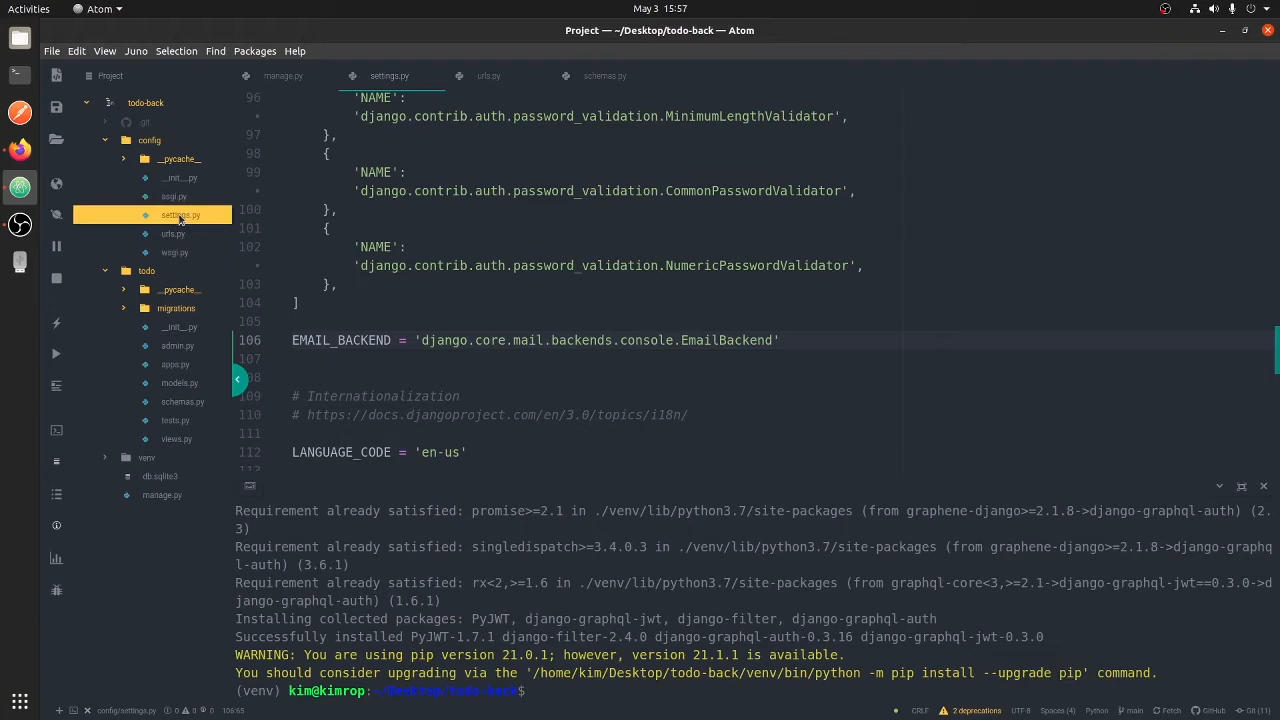 Activities
Atom
May 3 15:57
Project — ~/Desktop/todo-back — Atom
File Edit View Juno Selection Find Packages Help
Project
manage.py
settings.py
urls.py
schemas.py
todo-back
.git
config
__pycache__
__init__.py
asgi.py
settings.py
urls.py
wsgi.py
todo
__pycache__
migrations
__init__.py
admin.py
apps.py
models.py
schemas.py
tests.py
views.py
venv
db.sqlite3
manage.py
96 'NAME':
• 'django.contrib.auth.password_validation.MinimumLengthValidator',
97 },
98 {
99 'NAME':
• 'django.contrib.auth.password_validation.CommonPasswordValidator',
100 },
101 {
102 'NAME':
• 'django.contrib.auth.password_validation.NumericPasswordValidator',
103 },
104 ]
105
106 EMAIL_BACKEND = 'django.core.mail.backends.console.EmailBackend'
107
108
109 # Internationalization
110 # https://docs.djangoproject.com/en/3.0/topics/i18n/
111
112 LANGUAGE_CODE = 'en-us'
113
Requirement already satisfied: promise>=2.1 in ./venv/lib/python3.7/site-packages (from graphene-django>=2.1.8->django-graphql-auth) (2.
3)
Requirement already satisfied: singledispatch>=3.4.0.3 in ./venv/lib/python3.7/site-packages (from graphene-django>=2.1.8->django-graphq
l-auth) (3.6.1)
Requirement already satisfied: rx<2,>=1.6 in ./venv/lib/python3.7/site-packages (from graphql-core<3,>=2.1->django-graphql-jwt==0.3.0->d
jango-graphql-auth) (1.6.1)
Installing collected packages: PyJWT, django-graphql-jwt, django-filter, django-graphql-auth
Successfully installed PyJWT-1.7.1 django-filter-2.4.0 django-graphql-auth-0.3.16 django-graphql-jwt-0.3.0
WARNING: You are using pip version 21.0.1; however, version 21.1.1 is available.
You should consider upgrading via the '/home/kim/Desktop/todo-back/venv/bin/python -m pip install --upgrade pip' command.
(venv) kim@kimrop:~/Desktop/todo-back$
config/settings.py 0 0 0 106:65 CRLF 2 deprecations UTF-8 Spaces (4) Python main Fetch GitHub Git (11)